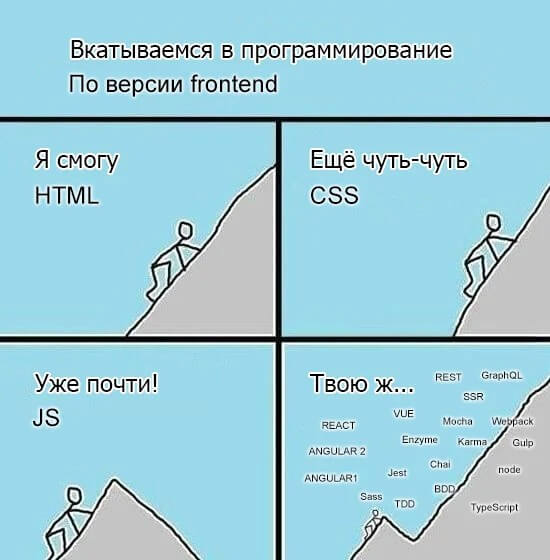 Вкатываемся в программирование
По версии frontend
Я смогу
HTML
Ещё чуть-чуть
CSS
Уже почти!
JS
Твою ж...
REST
GraphQL
SSR
VUE
REACT
Mocha
Webpack
Enzyme
Karma
Gulp
ANGULAR 2
Chai
Jest
node
ANGULAR1
BDD
Sass
TDD
TypeScript